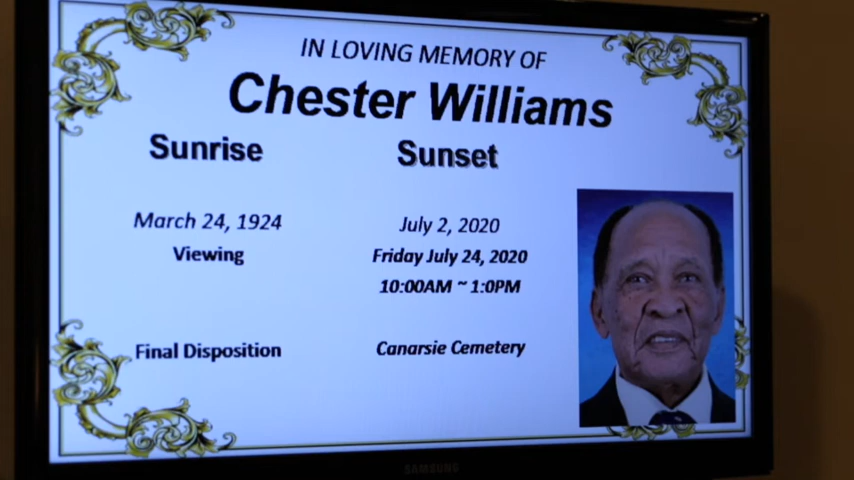 IN LOVING MEMORY OF
Chester Williams
Sunrise Sunset
March 24, 1924 July 2, 2020
Viewing Friday July 24, 2020
10:00AM ~ 1:0PM
Final Disposition Canarsie Cemetery
SAMSUNG